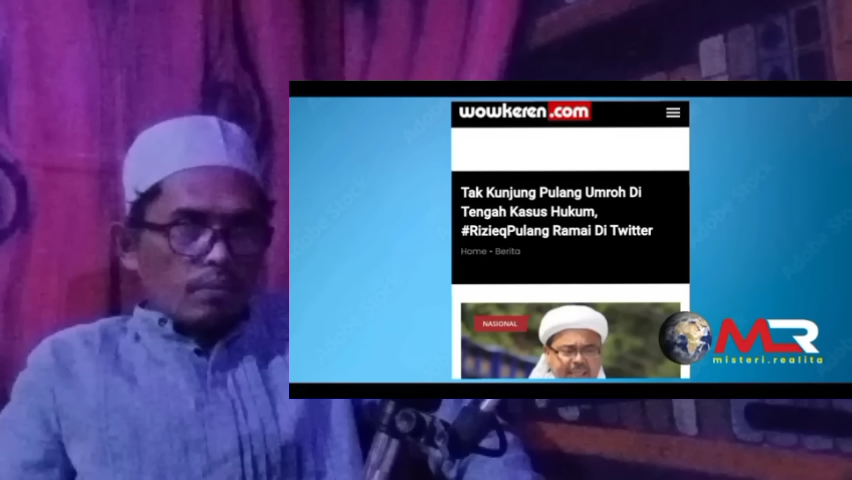 wowkeren.com
Tak Kunjung Pulang Umroh Di
Tengah Kasus Hukum,
#RizieqPulang Ramai Di Twitter
Home - Berita
NASIONAL
MR
misteri.realita